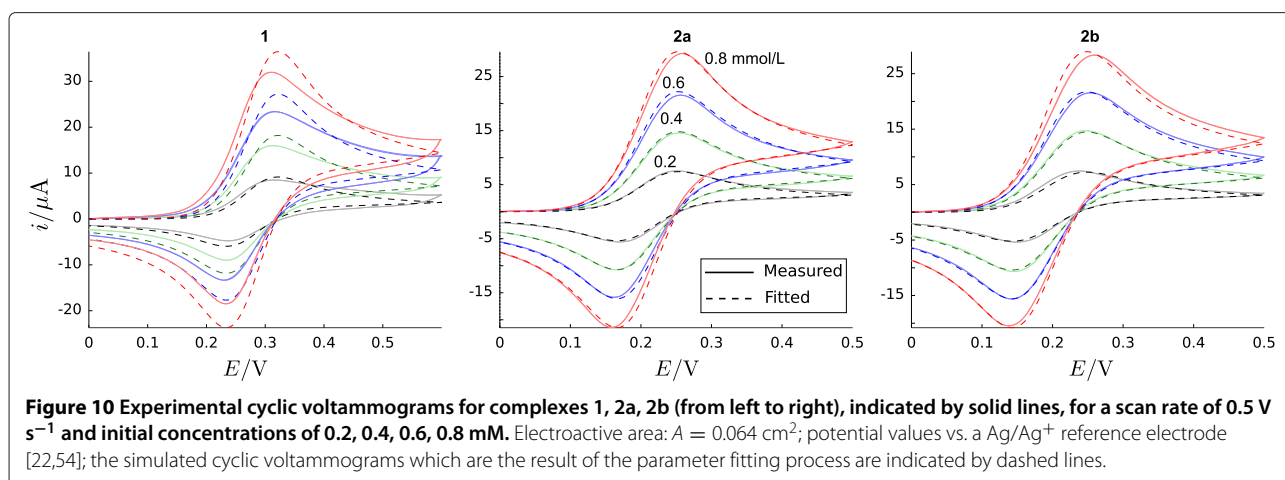 1
2a
2b
30
20
10
0
-10
-20
i/μA
0 0.1 0.2 0.3 0.4 0.5
E/V
25
15
5
-5
-15
0.8 mmol/L
0.6
0.4
0.2
Measured
Fitted
0 0.1 0.2 0.3 0.4 0.5
E/V
25
15
5
-5
-15
0 0.1 0.2 0.3 0.4 0.5
E/V
Figure 10 Experimental cyclic voltammograms for complexes 1, 2a, 2b (from left to right), indicated by solid lines, for a scan rate of 0.5 V
s⁻¹ and initial concentrations of 0.2, 0.4, 0.6, 0.8 mM. Electroactive area: A = 0.064 cm²; potential values vs. a Ag/Ag⁺ reference electrode
[22,54]; the simulated cyclic voltammograms which are the result of the parameter fitting process are indicated by dashed lines.